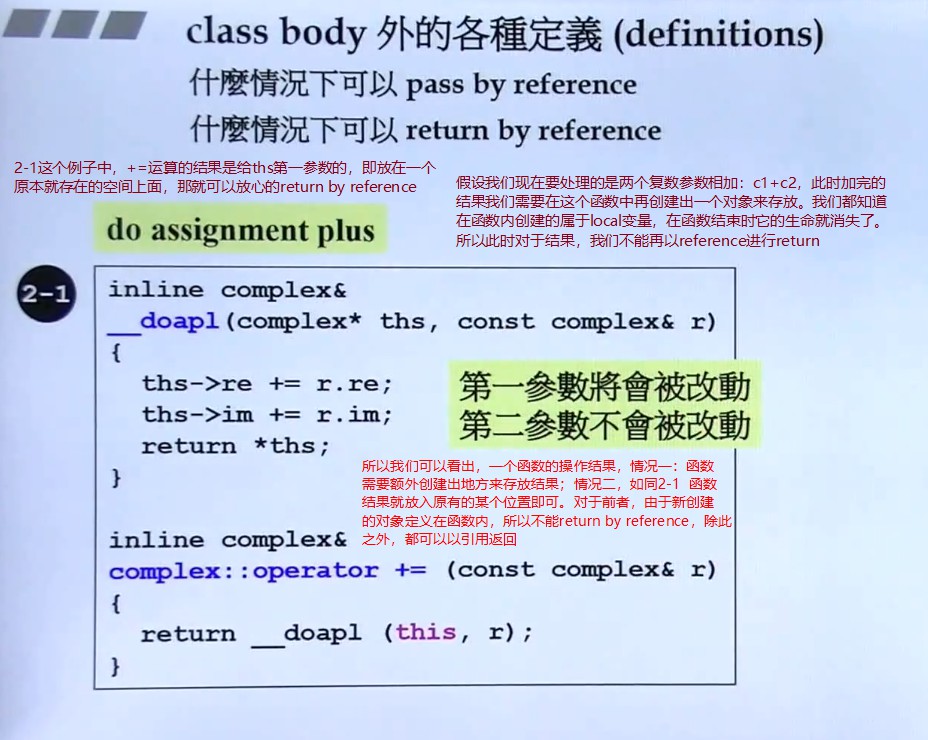 class body 外的各種定義 (definitions)
什麼情況下可以 pass by reference
什麼情況下可以 return by reference
2-1这个例子中，+=运算的结果是给ths第一参数的，即放在一个
原本就存在的空间上面，那就可以放心的return by reference
假设我们现在要处理的是两个复数参数相加：c1+c2，此时加完的
结果我们需要在这个函数中再创建出一个对象来存放。我们都知道
在函数内创建的属于local变量，在函数结束时它的生命就消失了。
所以此时对于结果，我们不能再以reference进行return
do assignment plus
2-1
inline complex&
__doapl(complex* ths, const complex& r)
{
ths->re += r.re;
ths->im += r.im;
return *ths;
}
第一參數將會被改動
第二參數不會被改動
所以我们可以看出，一个函数的操作结果，情况一：函数
需要额外创建出地方来存放结果；情况二，如同2-1 函数
结果就放入原有的某个位置即可。对于前者，由于新创建
的对象定义在函数内，所以不能return by reference，除此
之外，都可以以引用返回
inline complex&
complex::operator += (const complex& r)
{
return __doapl (this, r);
}